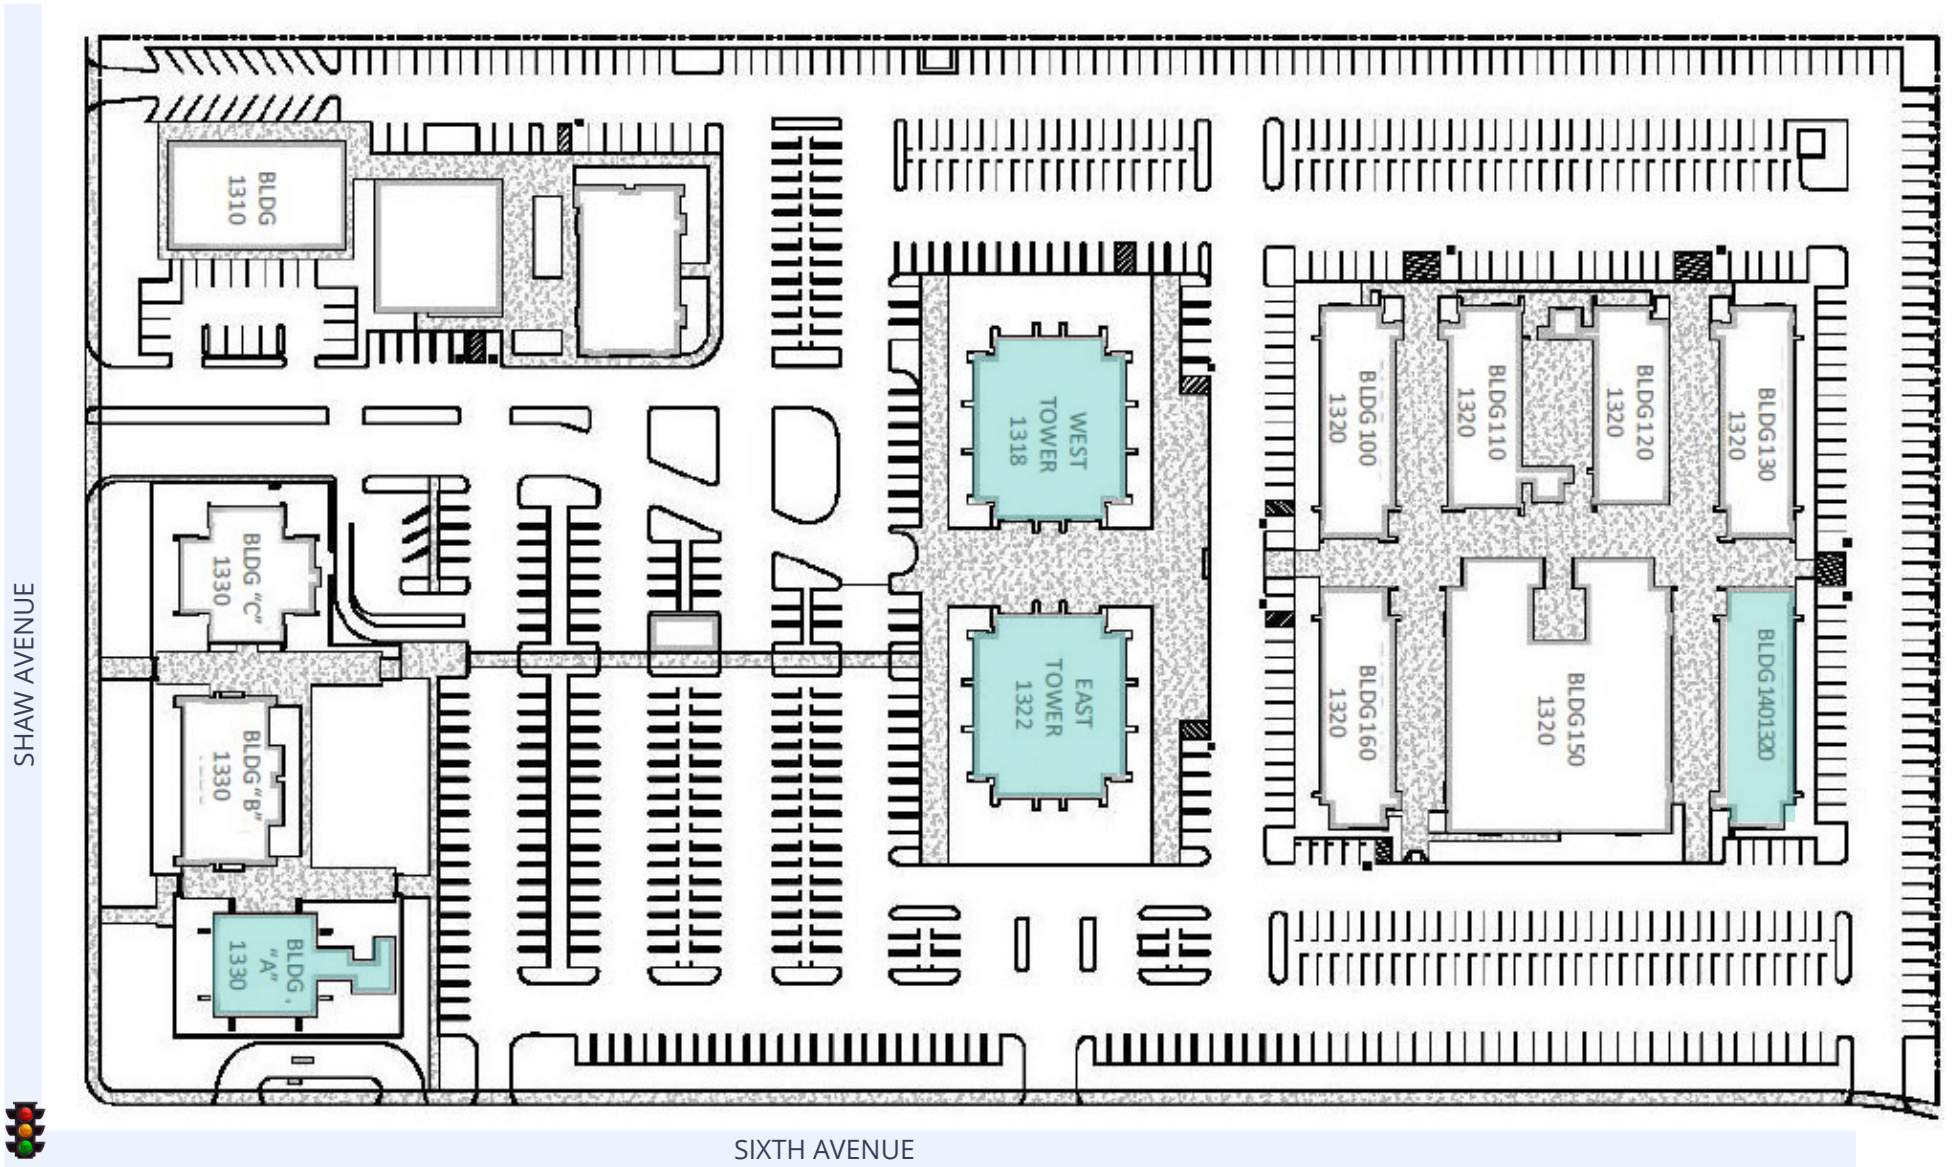 BLDG
1310
WEST
TOWER
1318
BLDG 100
1320
BLDG110
1320
BLDG120
1320
BLDG130
1320
BLDG "C"
1330
EAST
TOWER
1322
BLDG160
1320
BLDG150
1320
BLDG1401320
BLDG "B"
1330
BLDG .
"A"
1330
SHAW AVENUE
SIXTH AVENUE